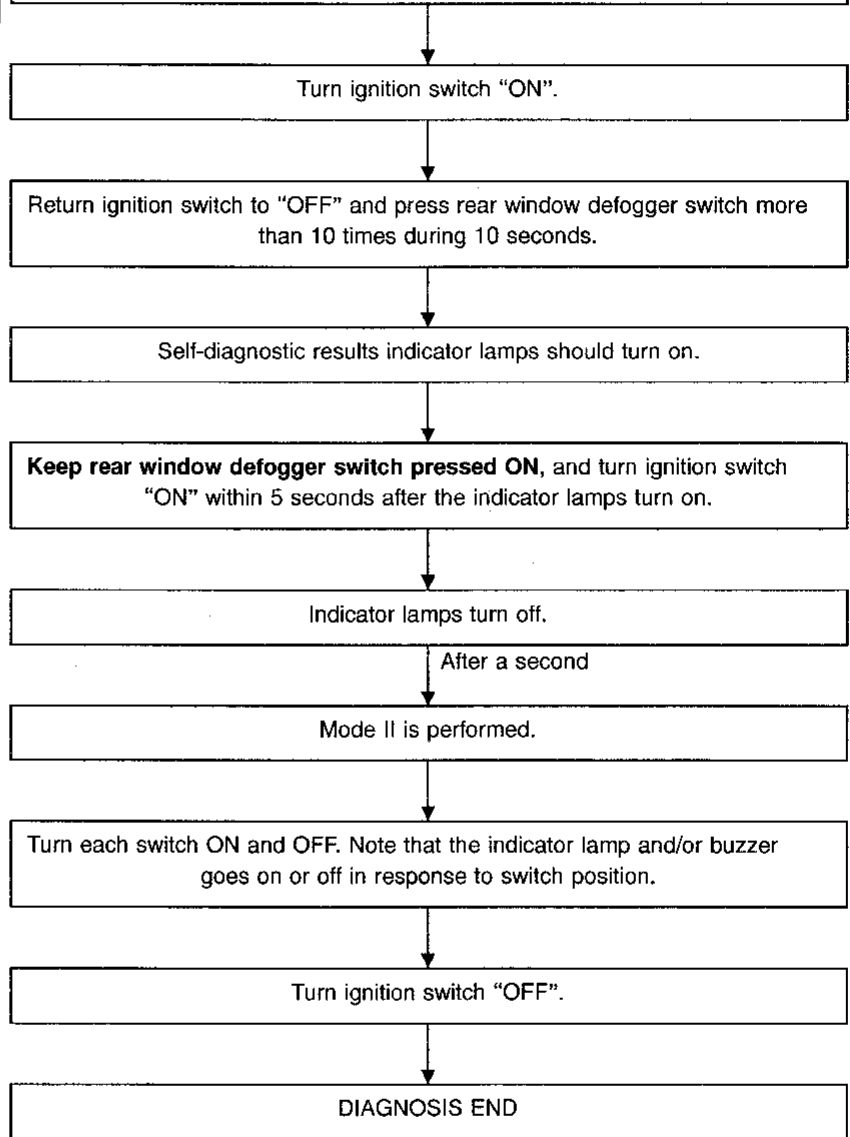 Turn ignition switch “ON”.
Return ignition switch to “OFF” and press rear window defogger switch more
than 10 times during 10 seconds.
Self-diagnostic results indicator lamps should turn on.
Keep rear window defogger switch pressed ON, and turn ignition switch
“ON” within 5 seconds after the indicator lamps turn on.
Indicator lamps turn off.
After a second
Mode II is performed.
Turn each switch ON and OFF. Note that the indicator lamp and/or buzzer
goes on or off in response to switch position.
Turn ignition switch “OFF”.
DIAGNOSIS END